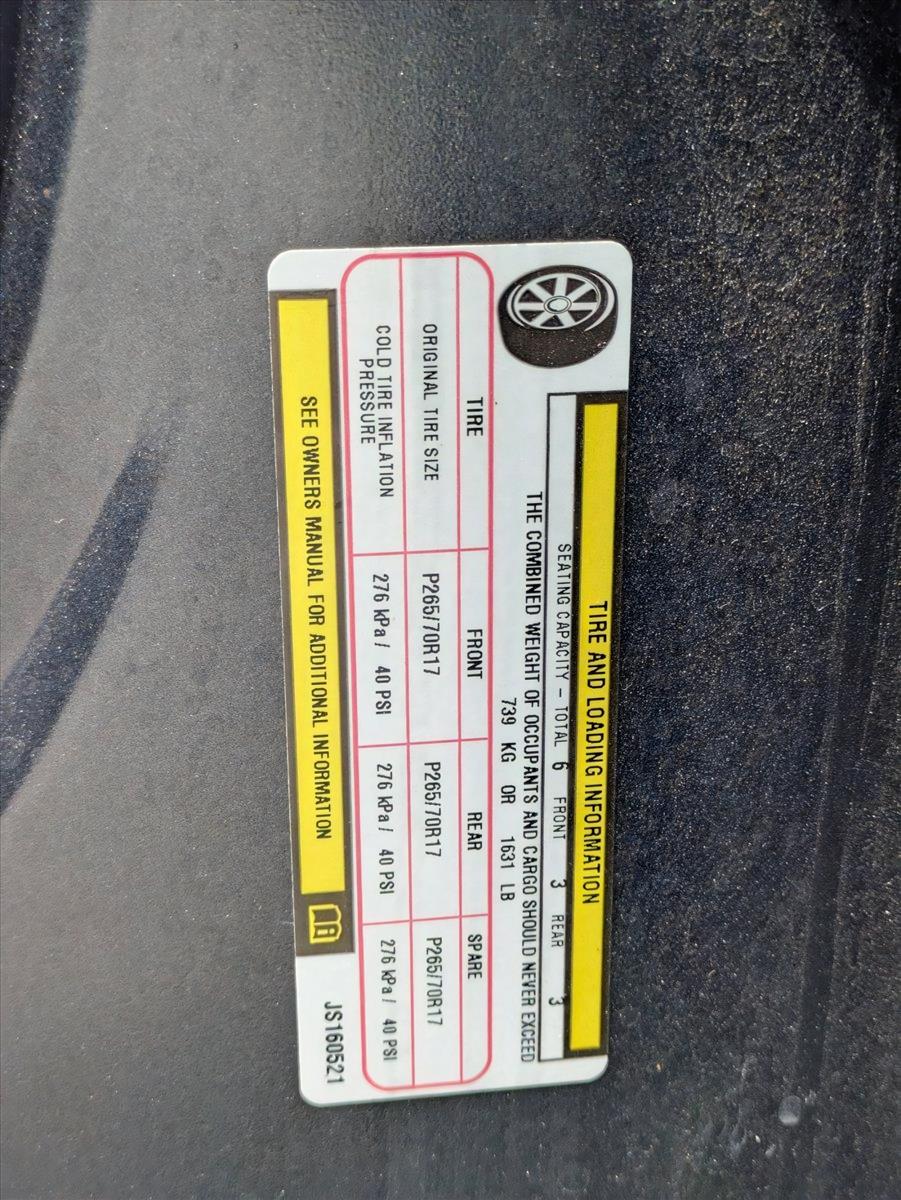 TIRE AND LOADING INFORMATION
SEATING CAPACITY – TOTAL 6 FRONT 3 REAR 3
THE COMBINED WEIGHT OF OCCUPANTS AND CARGO SHOULD NEVER EXCEED
739 KG OR 1631 LB
TIRE FRONT REAR SPARE
ORIGINAL TIRE SIZE P265/70R17 P265/70R17 P265/70R17
COLD TIRE INFLATION
PRESSURE 276 kPa / 40 PSI 276 kPa / 40 PSI 276 kPa / 40 PSI
SEE OWNERS MANUAL FOR ADDITIONAL INFORMATION
JS160521